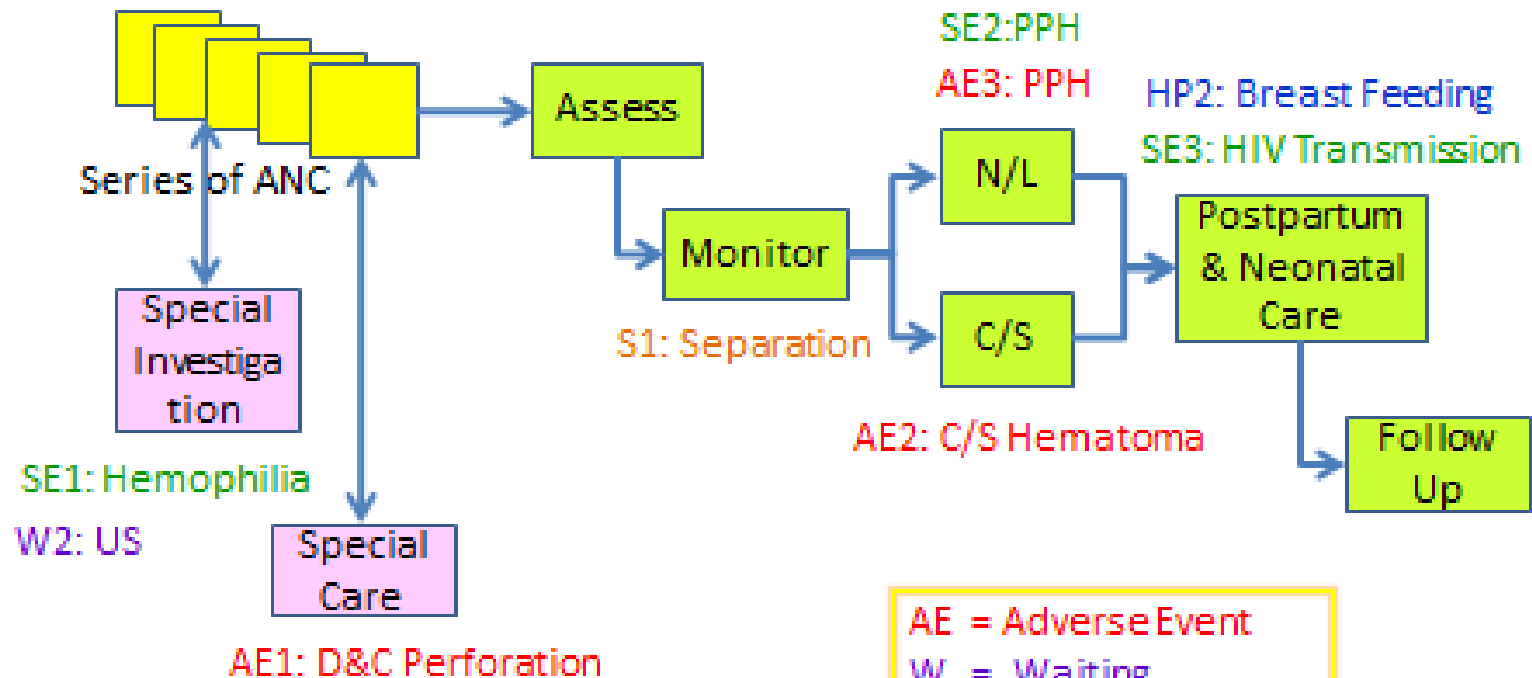 Series of ANC
Assess
SE2:PPH
AE3: PPH
HP2: Breast Feeding
SE3: HIV Transmission
N/L
Monitor
Postpartum
& Neonatal
Care
Special
Investiga
tion
S1: Separation
C/S
AE2: C/S Hematoma
Follow
Up
SE1: Hemophilia
W2: US
Special
Care
AE1: D&C Perforation
AE = Adverse Event
W = Waiting